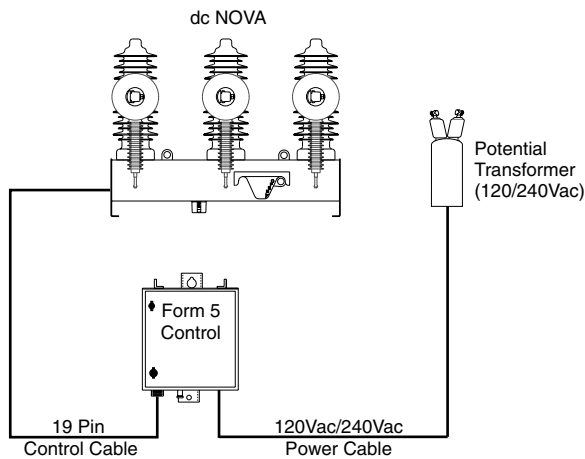 dc NOVA
Potential
Transformer
(120/240Vac)
Form 5
Control
19 Pin
Control Cable
120Vac/240Vac
Power Cable